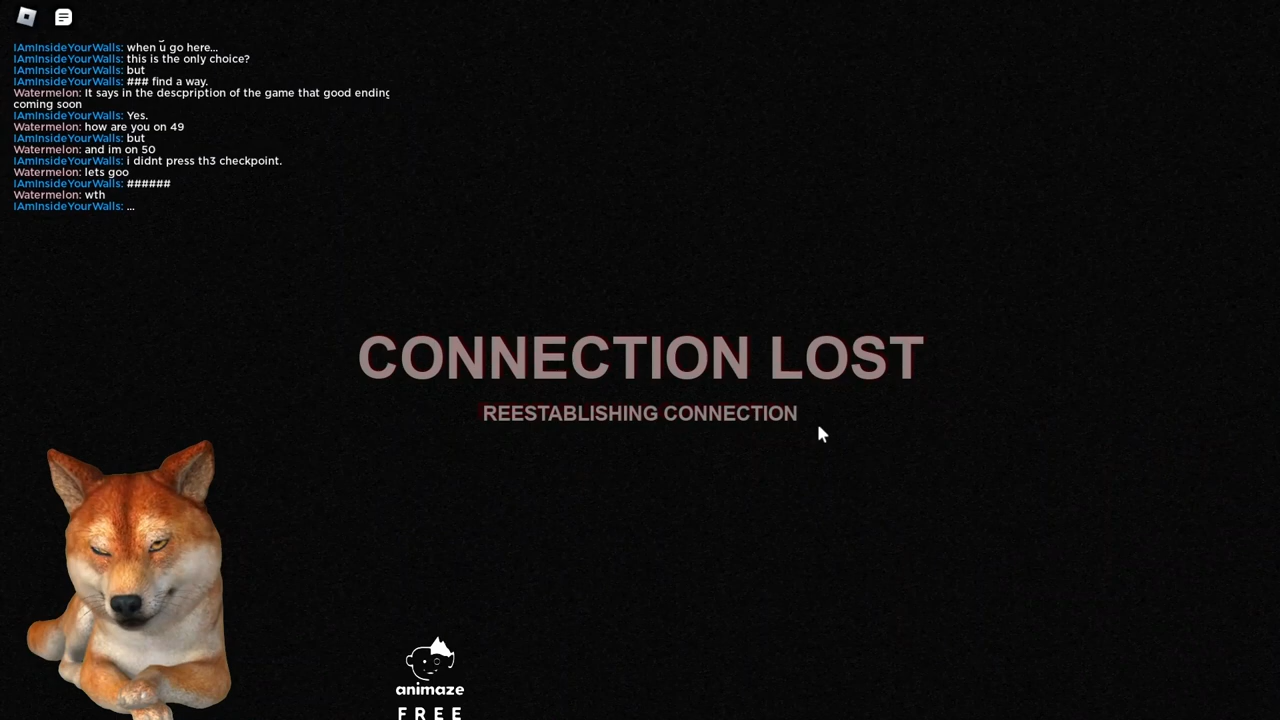 IAmInsideYourWalls: when u go here...
IAmInsideYourWalls: this is the only choice?
IAmInsideYourWalls: but
IAmInsideYourWalls: ### find a way.
Watermelon: It says in the descpription of the game that good ending
coming soon
IAmInsideYourWalls: Yes.
Watermelon: how are you on 49
IAmInsideYourWalls: but
Watermelon: and im on 50
IAmInsideYourWalls: i didnt press th3 checkpoint.
Watermelon: lets goo
IAmInsideYourWalls: ######
Watermelon: wth
IAmInsideYourWalls: ...
CONNECTION LOST
REESTABLISHING CONNECTION
animaze
FREE